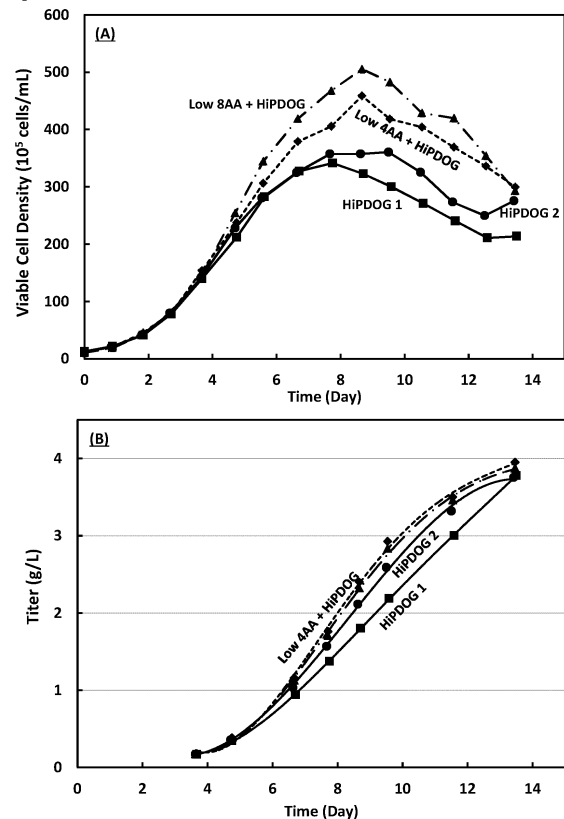 (A)
600
500
400
300
200
100
0
Viable Cell Density (10⁵ cells/mL)
Low 8AA + HiPDOG
Low 4AA + HiPDOG
HiPDOG 1
HiPDOG 2
0 2 4 6 8 10 12 14
Time (Day)
(B)
4
3
2
1
0
Titer (g/L)
Low 4AA + HiPDOG
HiPDOG 2
HiPDOG 1
0 2 4 6 8 10 12 14
Time (Day)